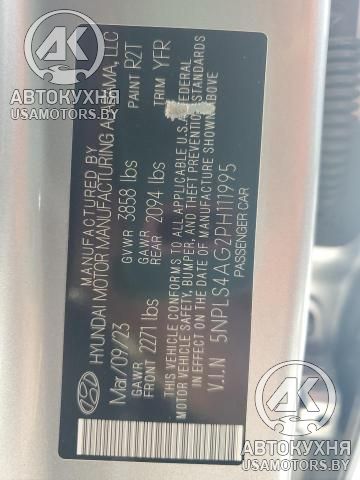 MANUFACTURED BY
HYUNDAI MOTOR MANUFACTURING ALABAMA, LLC
Mar/09/23 GVWR 3858 lbs PAINT R2T
GAWR FRONT 2271 lbs GAWR REAR 2094 lbs TRIM YFR
THIS VEHICLE CONFORMS TO ALL APPLICABLE U.S. FEDERAL
MOTOR VEHICLE SAFETY, BUMPER, AND THEFT PREVENTION STANDARDS
IN EFFECT ON THE DATE OF MANUFACTURE SHOWN ABOVE
V.I.N 5NPLS4AG2PH111995
PASSENGER CAR
АВТОКУХНЯ
USAMOTORS.BY
АВТОКУХНЯ
USAMOTORS.BY